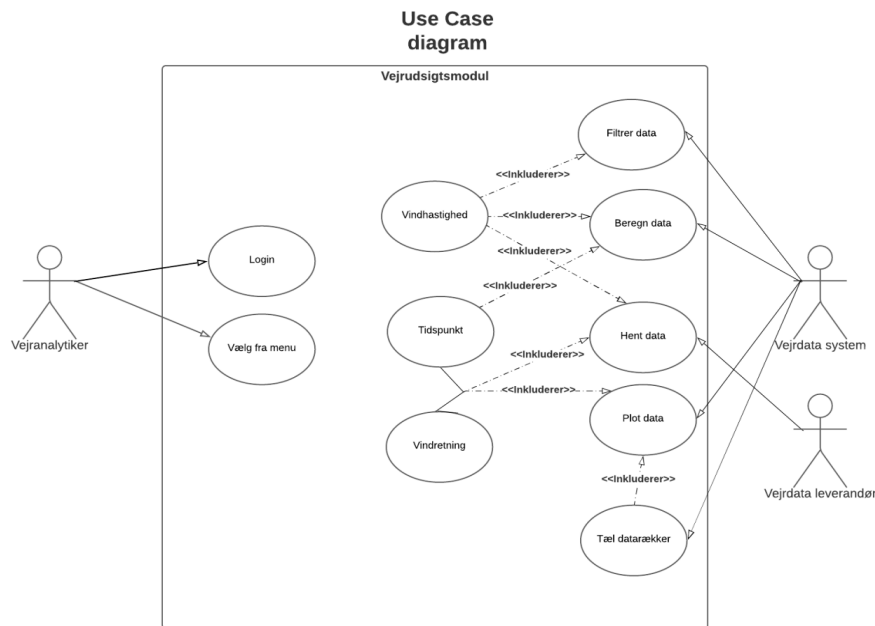 Use Case
diagram
Vejrudsigtsmodul
Filtrer data
<<Inkluderer>>
Vindhastighed
<<Inkluderer>>
Beregn data
<<Inkluderer>>
Login
<<Inkluderer>>
Tidspunkt
Hent data
Vejranalytiker
Vælg fra menu
<<Inkluderer>>
Vejrdata system
<<Inkluderer>>
Plot data
Vindretning
<<Inkluderer>>
Vejrdata leverandør
Tæl datarækker